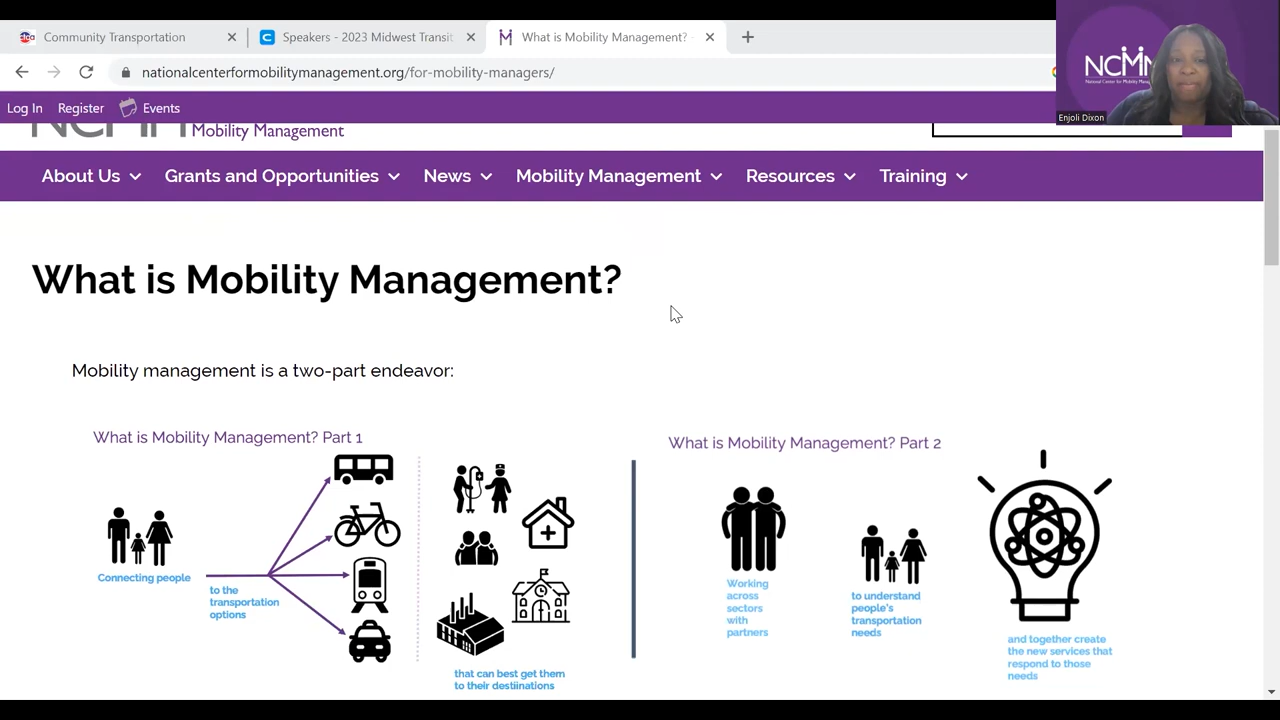 Community Transportation
Speakers - 2023 Midwest Transit
What is Mobility Management? -
nationalcenterformobilitymanagement.org/for-mobility-managers/
NCMM
National Center for Mobility
Enjoli Dixon
Log In Register Events
Mobility Management
About Us Grants and Opportunities News Mobility Management Resources Training
What is Mobility Management?
Mobility management is a two-part endeavor:
What is Mobility Management? Part 1
Connecting people
to the
transportation
options
that can best get them
to their destiinations
What is Mobility Management? Part 2
Working
across
sectors
with
partners
to understand
people's
transportation
needs
and together create
the new services that
respond to those
needs